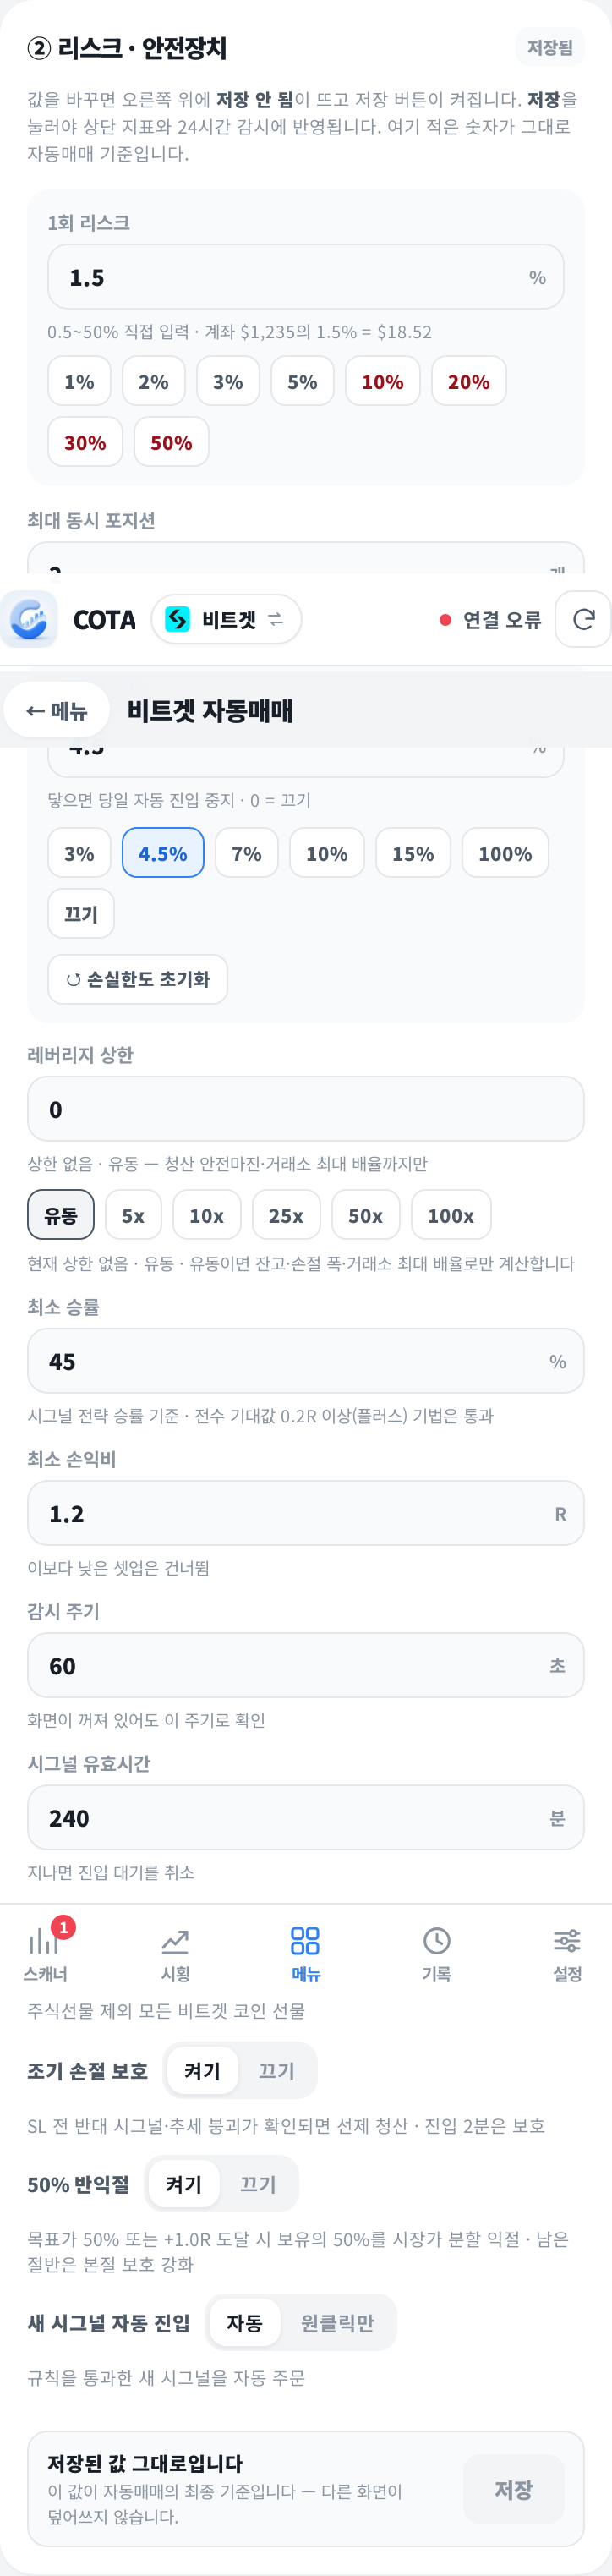 ② 리스크 · 안전장치
저장됨
값을 바꾸면 오른쪽 위에 저장 안 됨이 뜨고 저장 버튼이 켜집니다. 저장을
눌러야 상단 지표와 24시간 감시에 반영됩니다. 여기 적은 숫자가 그대로
자동매매 기준입니다.
1회 리스크
1.5 %
0.5~50% 직접 입력 · 계좌 $1,235의 1.5% = $18.52
1% 2% 3% 5% 10% 20%
30% 50%
최대 동시 포지션
COTA 비트겟 연결 오류
← 메뉴 비트겟 자동매매
4.5 %
닿으면 당일 자동 진입 중지 · 0 = 끄기
3% 4.5% 7% 10% 15% 100%
끄기
손실한도 초기화
레버리지 상한
0
상한 없음 · 유동 — 청산 안전마진·거래소 최대 배율까지만
유동 5x 10x 25x 50x 100x
현재 상한 없음 · 유동 · 유동이면 잔고·손절 폭·거래소 최대 배율로만 계산합니다
최소 승률
45 %
시그널 전략 승률 기준 · 전수 기대값 0.2R 이상(플러스) 기법은 통과
최소 손익비
1.2 R
이보다 낮은 셋업은 건너뜀
감시 주기
60 초
화면이 꺼져 있어도 이 주기로 확인
시그널 유효시간
240 분
지나면 진입 대기를 취소
1
스캐너 시황 메뉴 기록 설정
주식선물 제외 모든 비트겟 코인 선물
조기 손절 보호 켜기 끄기
SL 전 반대 시그널·추세 붕괴가 확인되면 선제 청산 · 진입 2분은 보호
50% 반익절 켜기 끄기
목표가 50% 또는 +1.0R 도달 시 보유의 50%를 시장가 분할 익절 · 남은
절반은 본절 보호 강화
새 시그널 자동 진입 자동 원클릭만
규칙을 통과한 새 시그널을 자동 주문
저장된 값 그대로입니다
이 값이 자동매매의 최종 기준입니다 — 다른 화면이
덮어쓰지 않습니다.
저장